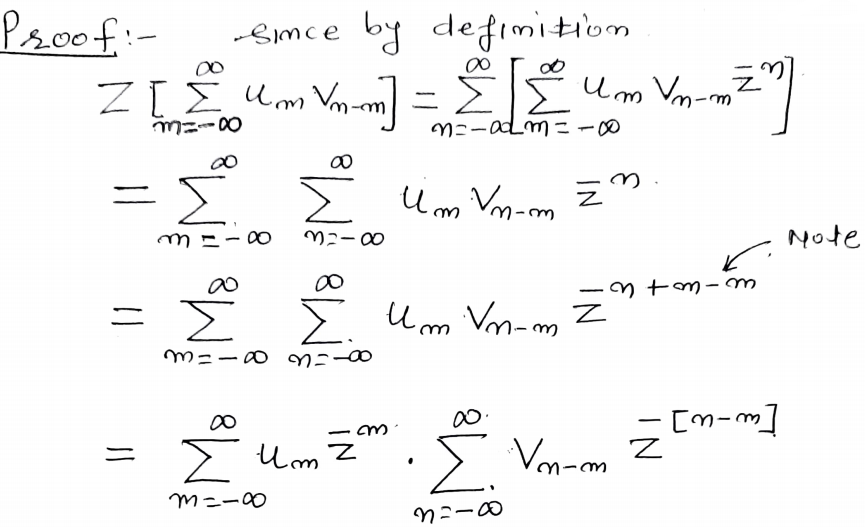 Proof:- since by definition
Z [∑_{m=-∞}^{∞} u_m V_{n-m}] = ∑_{n=-∞}^{∞} [∑_{m=-∞}^{∞} u_m V_{n-m} z^{-n}]
= ∑_{m=-∞}^{∞} ∑_{n=-∞}^{∞} u_m V_{n-m} z^{-n}
Note
= ∑_{m=-∞}^{∞} ∑_{n=-∞}^{∞} u_m V_{n-m} z^{-n+m-m}
= ∑_{m=-∞}^{∞} u_m z^{-m} . ∑_{n=-∞}^{∞} V_{n-m} z^{-[n-m]}